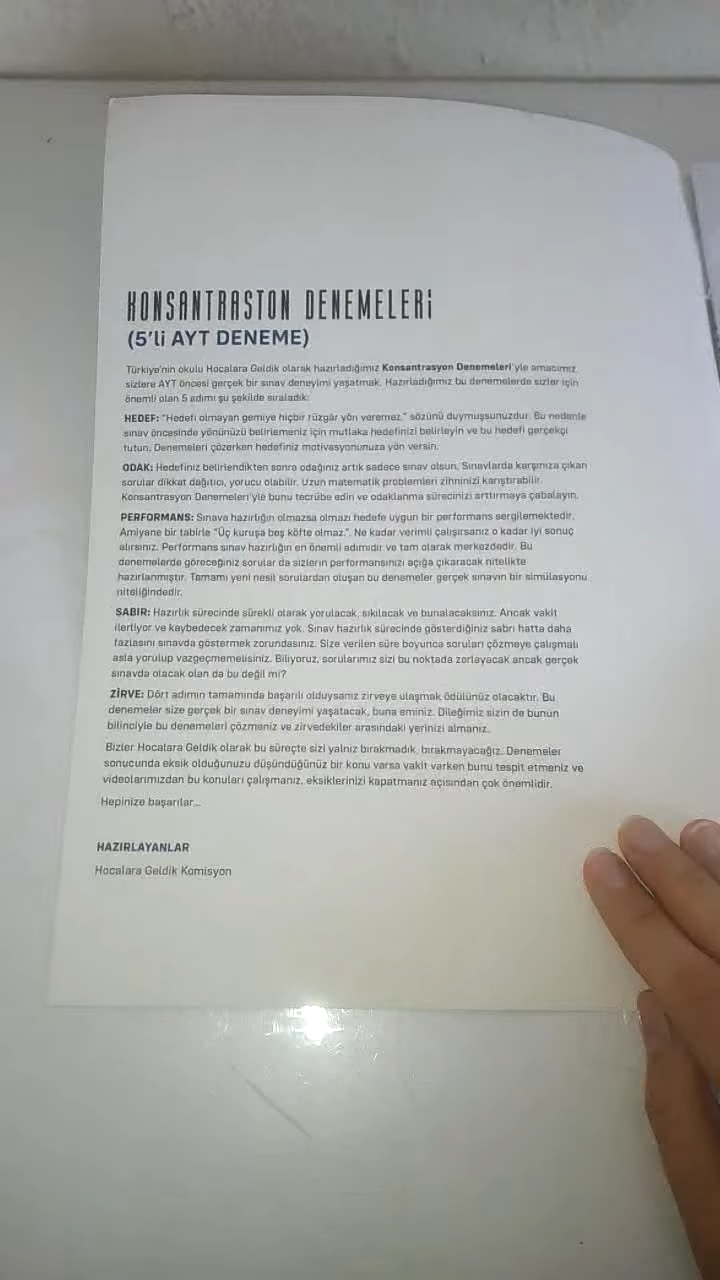 KONSANTRASTON DENEMELERİ
(5'li AYT DENEME)
Türkiye'nin okulu Hocalara Geldik olarak hazırladığımız Konsantrasyon Denemeleri'yle amacımız,
sizlere AYT öncesi gerçek bir sınav deneyimi yaşatmak. Hazırladığımız bu denemelerde sizler için
önemli olan 5 adımı şu şekilde sıraladık:
HEDEF: "Hedefi olmayan gemiye hiçbir rüzgâr yön veremez." sözünü duymuşsunuzdur. Bu nedenle
sınav öncesinde yönünüzü belirlemeniz için mutlaka hedefinizi belirleyin ve bu hedefi gerçekçi
tutun. Denemeleri çözerken hedefiniz motivasyonunuza yön versin.
ODAK: Hedefiniz belirlendikten sonra odağınız artık sadece sınav olsun. Sınavlarda karşınıza çıkan
sorular dikkat dağıtıcı, yorucu olabilir. Uzun matematik problemleri zihninizi karıştırabilir.
Konsantrasyon Denemeleri'yle bunu tecrübe edin ve odaklanma sürecinizi arttırmaya çabalayın.
PERFORMANS: Sınava hazırlığın olmazsa olmazı hedefe uygun bir performans sergilemektedir.
Amiyane bir tabirle "Üç kuruşa beş köfte olmaz.". Ne kadar verimli çalışırsanız o kadar iyi sonuç
alırsınız. Performans sınav hazırlığın en önemli adımıdır ve tam olarak merkezdedir. Bu
denemelerde göreceğiniz sorular da sizlerin performansınızı açığa çıkaracak nitelikte
hazırlanmıştır. Tamamı yeni nesil sorulardan oluşan bu denemeler gerçek sınavın bir simülasyonu
niteliğindedir.
SABIR: Hazırlık sürecinde sürekli olarak yorulacak, sıkılacak ve bunalacaksınız. Ancak vakit
ilerliyor ve kaybedecek zamanımız yok. Sınav hazırlık sürecinde gösterdiğiniz sabrı hatta daha
fazlasını sınavda göstermek zorundasınız. Size verilen süre boyunca soruları çözmeye çalışmalı
asla yorulup vazgeçmemelisiniz. Biliyoruz, sorularımız sizi bu noktada zorlayacak ancak gerçek
sınavda olacak olan da bu değil mi?
ZİRVE: Dört adımın tamamında başarılı olduysanız zirveye ulaşmak ödülünüz olacaktır. Bu
denemeler size gerçek bir sınav deneyimi yaşatacak, buna eminiz. Dileğimiz sizin de bunun
bilinciyle bu denemeleri çözmeniz ve zirvedekiler arasındaki yerinizi almanız.
Bizler Hocalara Geldik olarak bu süreçte sizi yalnız bırakmadık, bırakmayacağız. Denemeler
sonucunda eksik olduğunuzu düşündüğünüz bir konu varsa vakit varken bunu tespit etmeniz ve
videolarımızdan bu konuları çalışmanız, eksiklerinizi kapatmanız açısından çok önemlidir.
Hepinize başarılar...
HAZIRLAYANLAR
Hocalara Geldik Komisyon